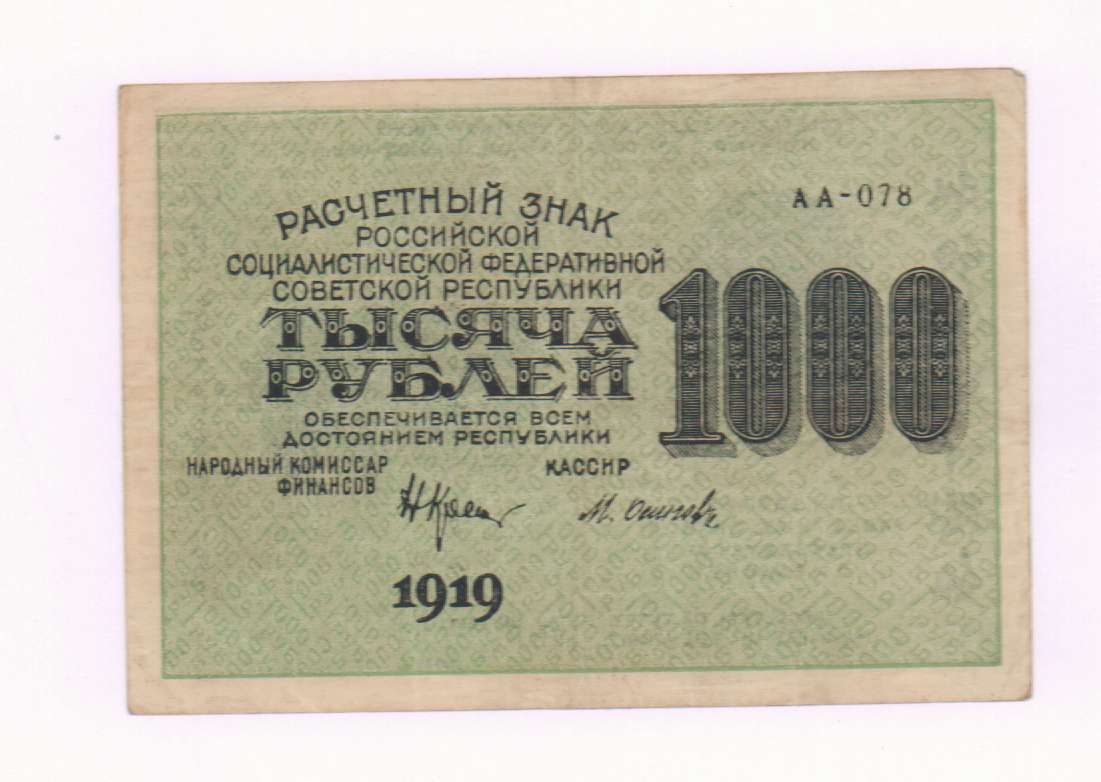 АА-078
РАСЧЕТНЫЙ ЗНАК
РОССИЙСКОЙ
СОЦИАЛИСТИЧЕСКОЙ ФЕДЕРАТИВНОЙ
СОВЕТСКОЙ РЕСПУБЛИКИ
ТЫСЯЧА
РУБЛЕЙ
1000
ОБЕСПЕЧИВАЕТСЯ ВСЕМ
ДОСТОЯНИЕМ РЕСПУБЛИКИ
НАРОДНЫЙ КОМИССАР
ФИНАНСОВ
КАССИР
М. Осиповъ
1919